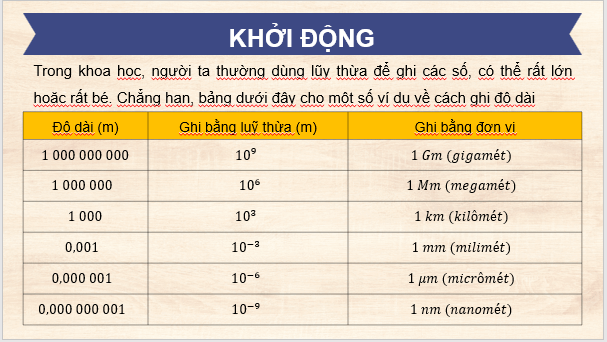 KHỞI ĐỘNG
Trong khoa học, người ta thường dùng lũy thừa để ghi các số, có thể rất lớn
hoặc rất bé. Chẳng hạn, bảng dưới đây cho một số ví dụ về cách ghi độ dài
Độ dài (m) Ghi bằng luỹ thừa (m) Ghi bằng đơn vị
1 000 000 000 10⁹ 1 Gm (gigamét)
1 000 000 10⁶ 1 Mm (megamét)
1 000 10³ 1 km (kilômét)
0,001 10⁻³ 1 mm (milimét)
0,000 001 10⁻⁶ 1 μm (micrômét)
0,000 000 001 10⁻⁹ 1 nm (nanomét)